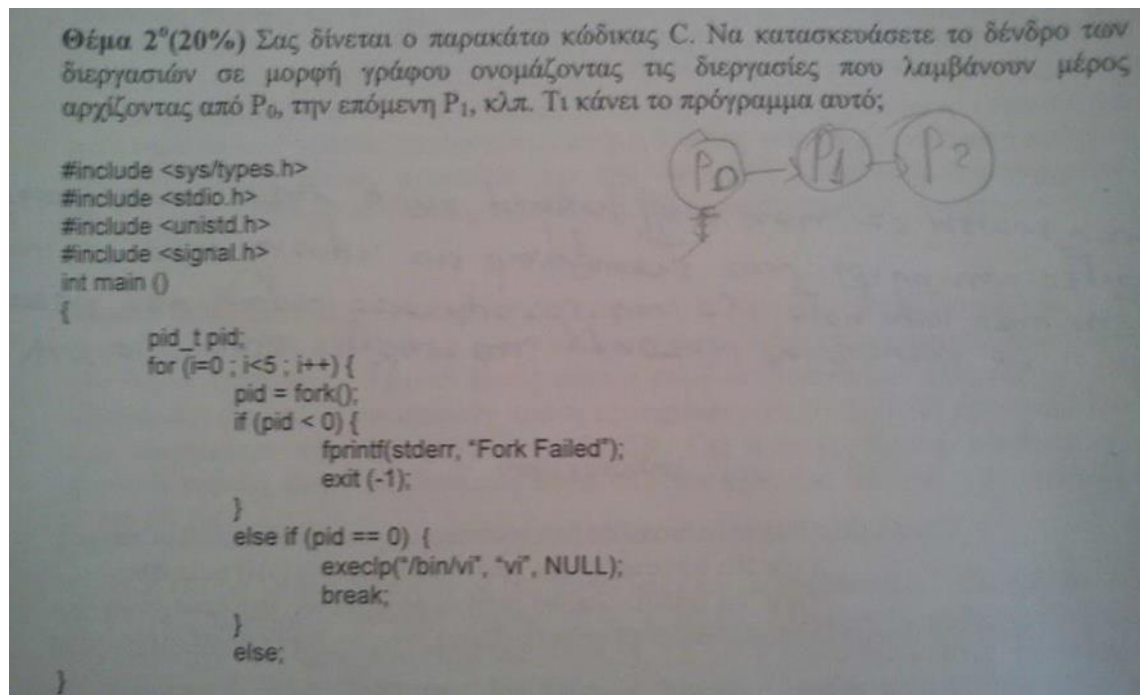 Θέμα 2º(20%) Σας δίνεται ο παρακάτω κώδικας C. Να κατασκευάσετε το δένδρο των
διεργασιών σε μορφή γράφου ονομάζοντας τις διεργασίες που λαμβάνουν μέρος
αρχίζοντας από P₀, την επόμενη P₁, κλπ. Τι κάνει το πρόγραμμα αυτό;
P0 P1 P2
#include <sys/types.h>
#include <stdio.h>
#include <unistd.h>
#include <signal.h>
int main ()
{
pid_t pid;
for (i=0 ; i<5 ; i++) {
pid = fork();
if (pid < 0) {
fprintf(stderr, "Fork Failed");
exit (-1);
}
else if (pid == 0) {
execlp("/bin/vi", "vi", NULL);
break;
}
else;
}